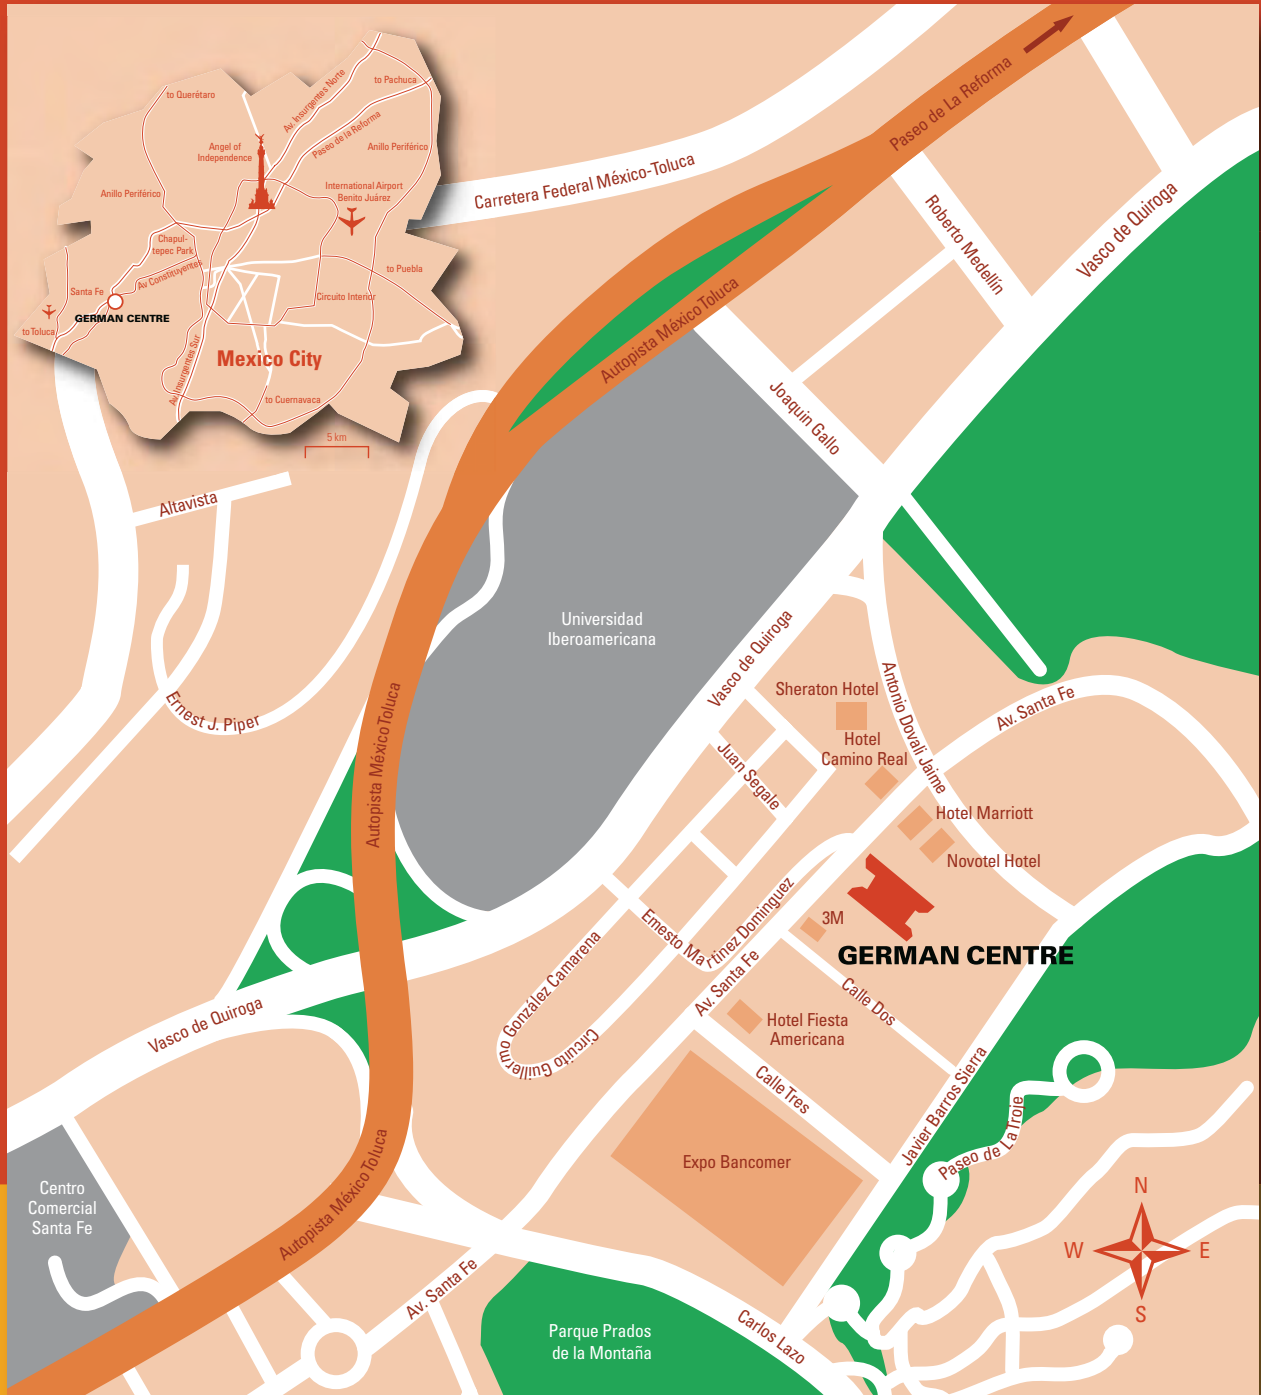 to Querétaro
Av. Insurgentes Norte
to Pachuca
Paseo de la Reforma
Angel of
Independence
Anillo Periférico
Anillo Periférico
International Airport
Benito Juárez
Chapul-
tepec Park
Av Constituyentes
to Puebla
Santa Fe
GERMAN CENTRE
Circuito Interior
to Toluca
Mexico City
Av. Insurgentes Sur
to Cuernavaca
5 km
Paseo de La Reforma
Carretera Federal México-Toluca
Roberto Medellín
Vasco de Quiroga
Autopista México Toluca
Joaquin Gallo
Altavista
Universidad
Iberoamericana
Vasco de Quiroga
Ernest J. Piper
Autopista México Toluca
Sheraton Hotel
Antonio Dovali Jaime
Av. Santa Fe
Hotel
Camino Real
Juan Segale
Hotel Marriott
Novotel Hotel
3M
GERMAN CENTRE
Ernesto Martinez Dominguez
Av. Santa Fe
Circuito Guillermo González Camarena
Calle Dos
Vasco de Quiroga
Hotel Fiesta
Americana
Calle Tres
Javier Barros Sierra
Paseo de La Troje
Expo Bancomer
Centro
Comercial
Santa Fe
Autopista México Toluca
Av. Santa Fe
Parque Prados
de la Montaña
Carlos Lazo
N
W
E
S